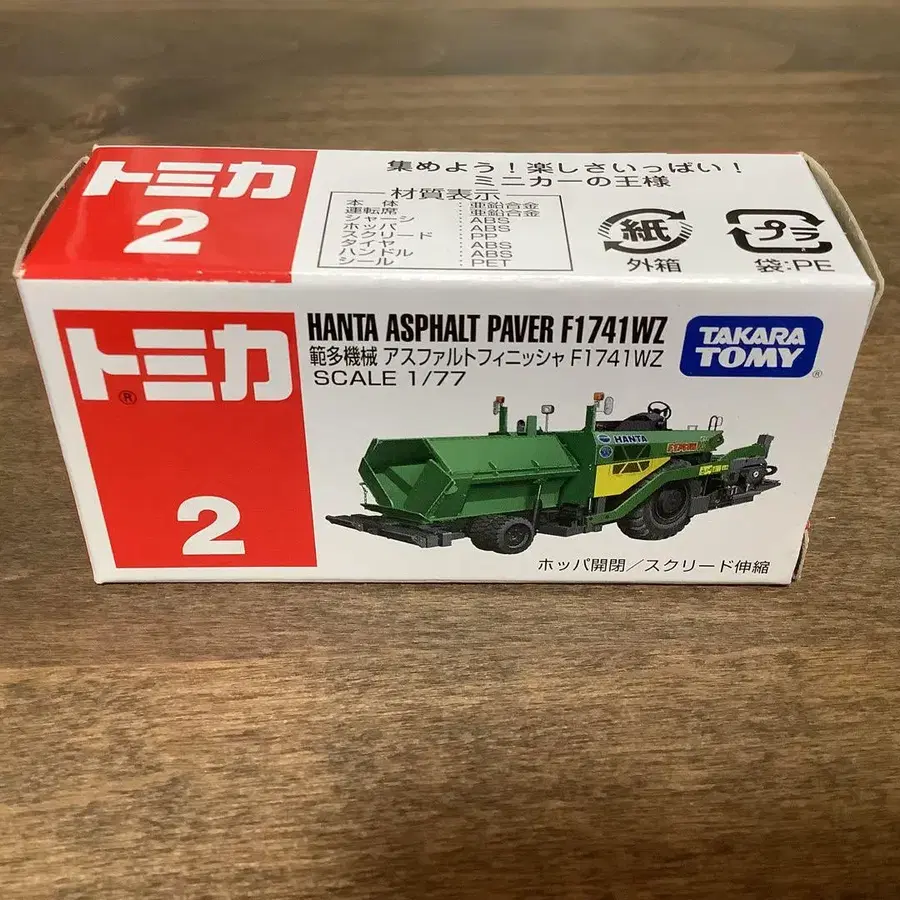 トミカ
2
集めよう！楽しさいっぱい！
ミニカーの王様
材質表示
本体：亜鉛合金
運転席：亜鉛合金
シャーシ：ABS
ホッパ：ABS
スクリード：PP
タイヤ：ABS
ハンドル：ABS
シール：PET
紙
外箱
プラ
袋:PE
トミカ®
2
HANTA ASPHALT PAVER F1741WZ
範多機械 アスファルトフィニッシャ F1741WZ
SCALE 1/77
TAKARA
TOMY®
HANTA
ホッパ開閉／スクリード伸縮